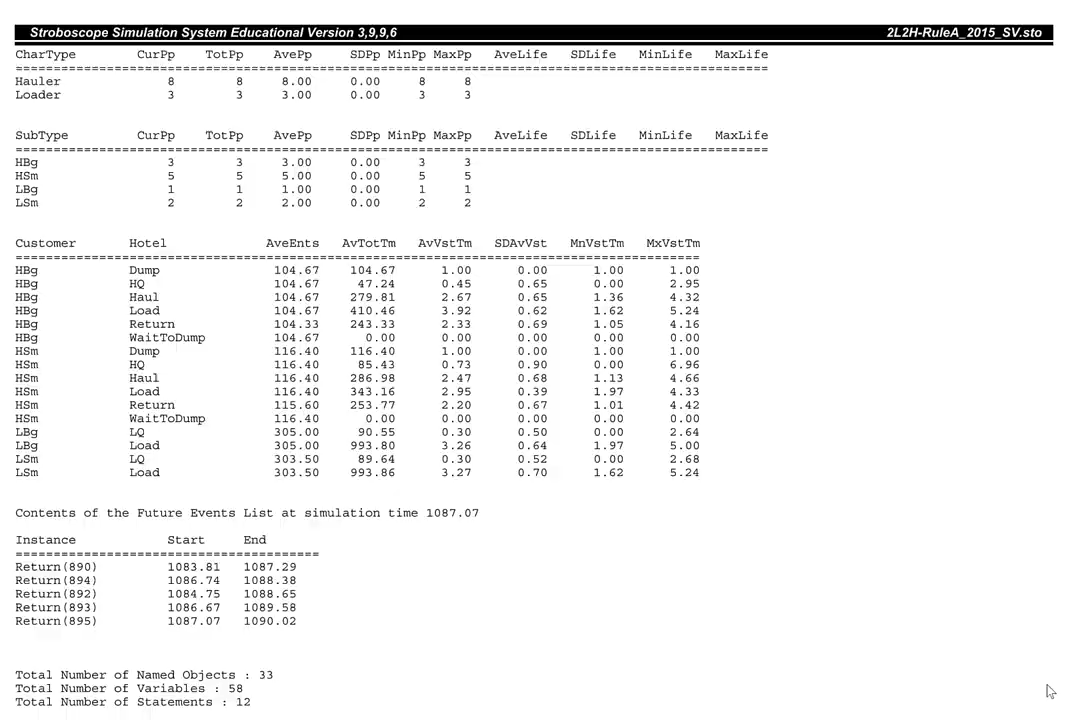 Stroboscope Simulation System Educational Version 3,9,9,6 2L2H-RuleA_2015_SV.sto
CharType CurPp TotPp AvePp SDPp MinPp MaxPp AveLife SDLife MinLife MaxLife
===================================================================================================
Hauler 8 8 8.00 0.00 8 8
Loader 3 3 3.00 0.00 3 3
SubType CurPp TotPp AvePp SDPp MinPp MaxPp AveLife SDLife MinLife MaxLife
===================================================================================================
HBg 3 3 3.00 0.00 3 3
HSm 5 5 5.00 0.00 5 5
LBg 1 1 1.00 0.00 1 1
LSm 2 2 2.00 0.00 2 2
Customer Hotel AveEnts AvTotTm AvVstTm SDAvVst MnVstTm MxVstTm
==========================================================================================
HBg Dump 104.67 104.67 1.00 0.00 1.00 1.00
HBg HQ 104.67 47.24 0.45 0.65 0.00 2.95
HBg Haul 104.67 279.81 2.67 0.65 1.36 4.32
HBg Load 104.67 410.46 3.92 0.62 1.62 5.24
HBg Return 104.33 243.33 2.33 0.69 1.05 4.16
HBg WaitToDump 104.67 0.00 0.00 0.00 0.00 0.00
HSm Dump 116.40 116.40 1.00 0.00 1.00 1.00
HSm HQ 116.40 85.43 0.73 0.90 0.00 6.96
HSm Haul 116.40 286.98 2.47 0.68 1.13 4.66
HSm Load 116.40 343.16 2.95 0.39 1.97 4.33
HSm Return 115.60 253.77 2.20 0.67 1.01 4.42
HSm WaitToDump 116.40 0.00 0.00 0.00 0.00 0.00
LBg LQ 305.00 90.55 0.30 0.50 0.00 2.64
LBg Load 305.00 993.80 3.26 0.64 1.97 5.00
LSm LQ 303.50 89.64 0.30 0.52 0.00 2.68
LSm Load 303.50 993.86 3.27 0.70 1.62 5.24
Contents of the Future Events List at simulation time 1087.07
Instance Start End
========================================
Return(890) 1083.81 1087.29
Return(894) 1086.74 1088.38
Return(892) 1084.75 1088.65
Return(893) 1086.67 1089.58
Return(895) 1087.07 1090.02
Total Number of Named Objects : 33
Total Number of Variables : 58
Total Number of Statements : 12